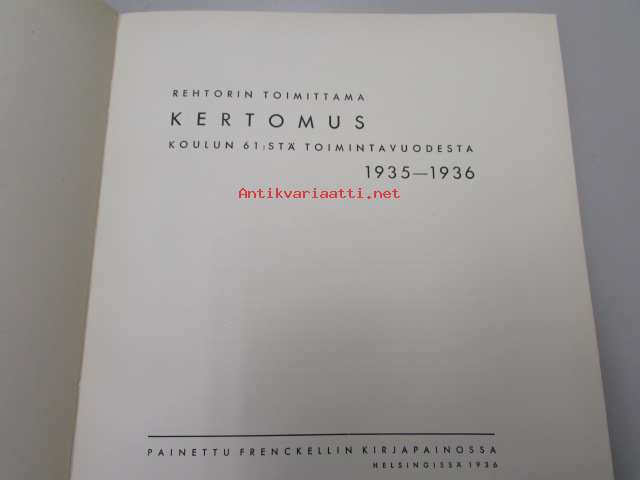 REHTORIN TOIMITTAMA
KERTOMUS
KOULUN 61:STÄ TOIMINTAVUODESTA
1935—1936
Antikvariaatti.net
PAINETTU FRENCKELLIN KIRJAPAINOSSA
HELSINGISSÄ 1936